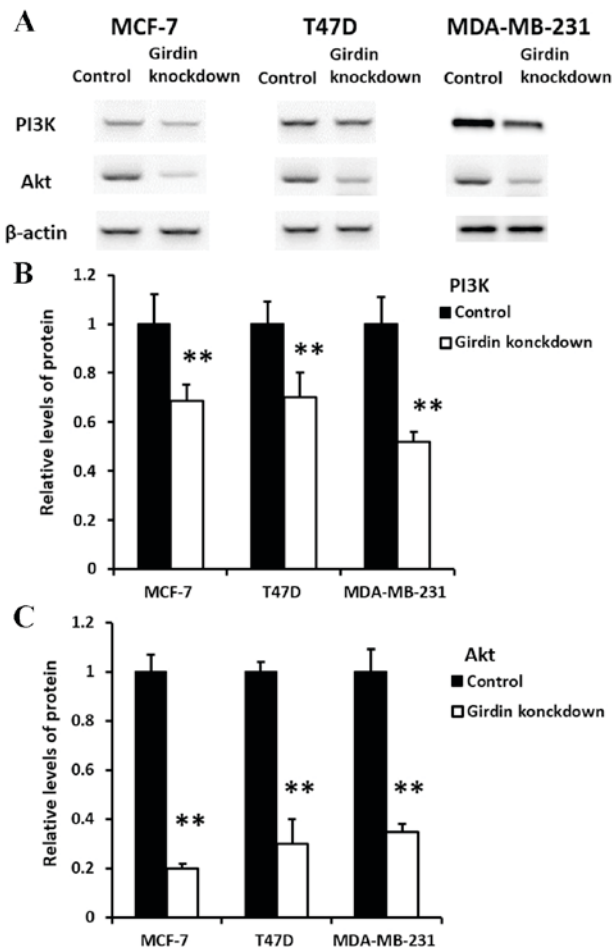 A
MCF-7 T47D MDA-MB-231
Control Girdin knockdown Control Girdin knockdown Control Girdin knockdown
PI3K
Akt
β-actin
B
1.2
1
0.8
0.6
0.4
0.2
0
Relative levels of protein
PI3K
Control
Girdin konckdown
** ** **
MCF-7 T47D MDA-MB-231
C
1.2
1
0.8
0.6
0.4
0.2
0
Relative levels of protein
Akt
Control
Girdin konckdown
** ** **
MCF-7 T47D MDA-MB-231